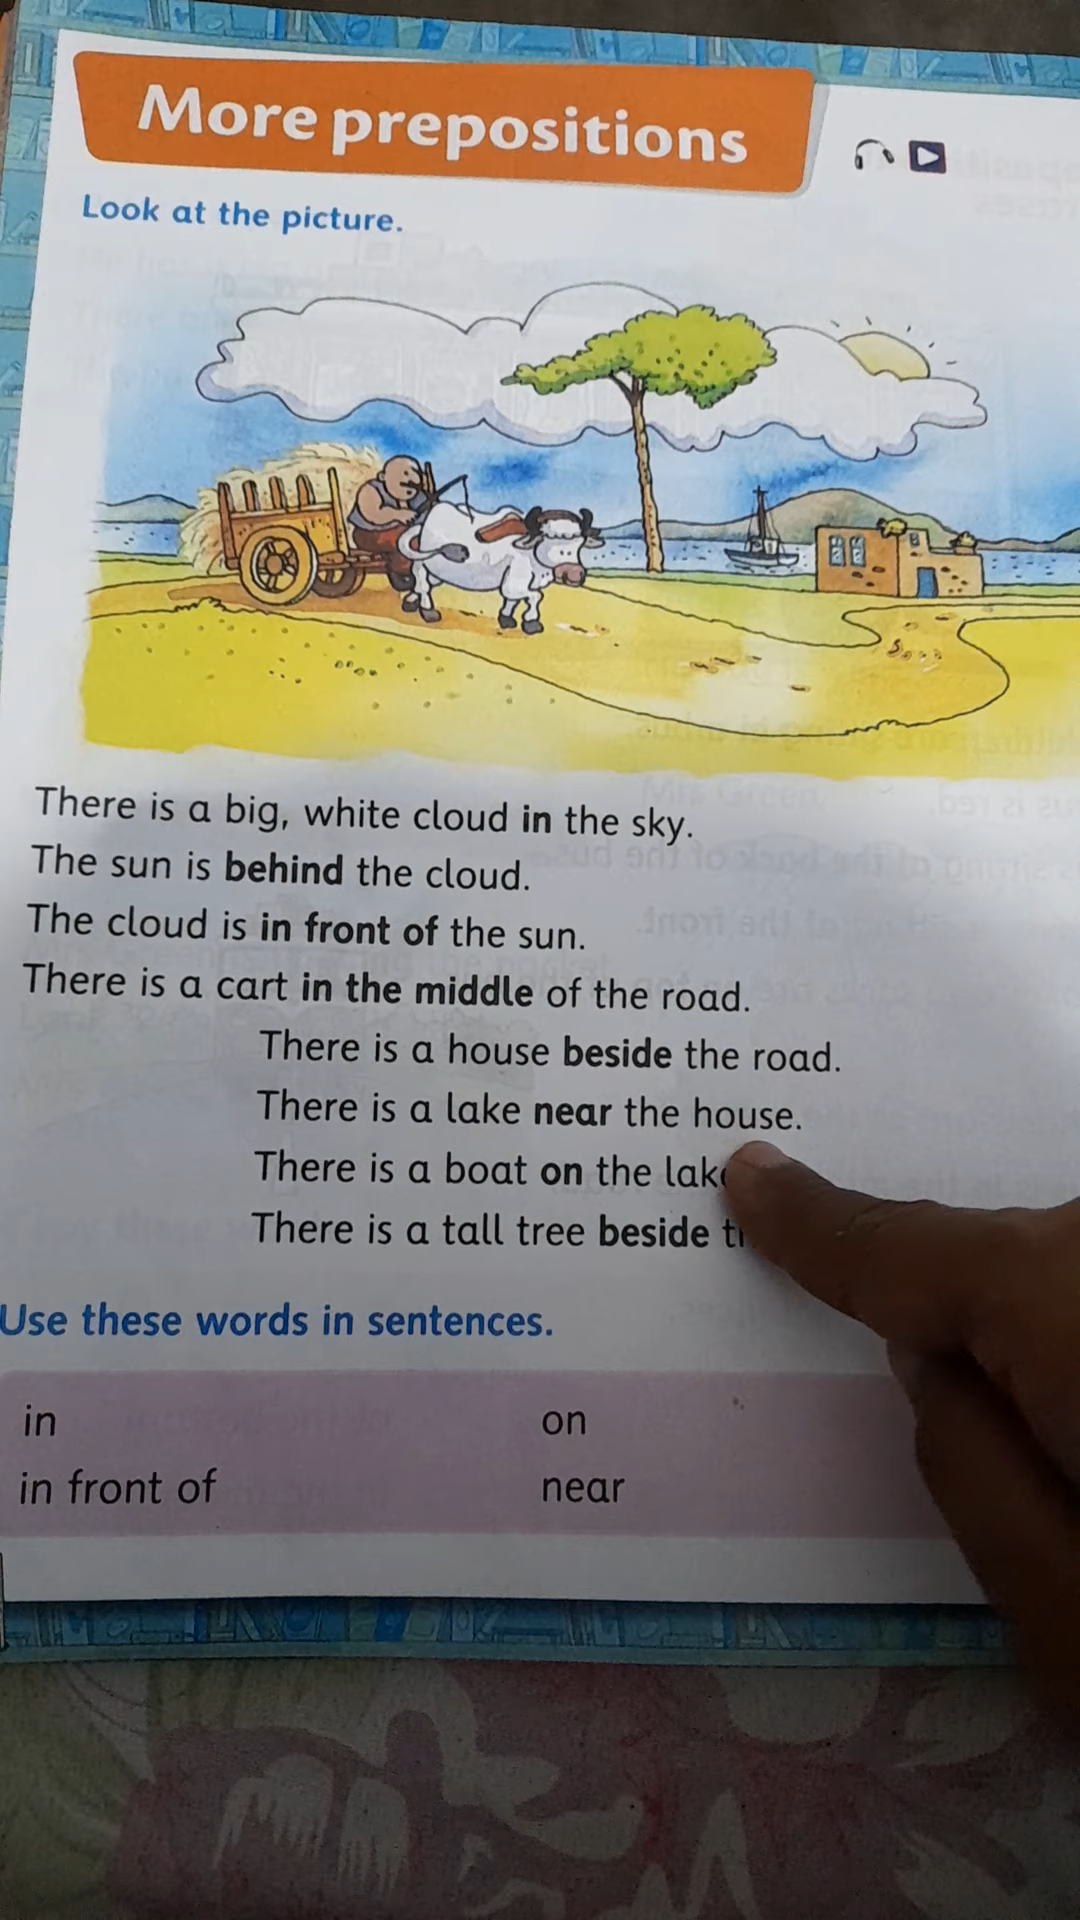 More prepositions
Look at the picture.
There is a big, white cloud in the sky.
The sun is behind the cloud.
The cloud is in front of the sun.
There is a cart in the middle of the road.
There is a house beside the road.
There is a lake near the house.
There is a boat on the
There is a tall tree beside
Use these words in sentences.
in on
in front of near